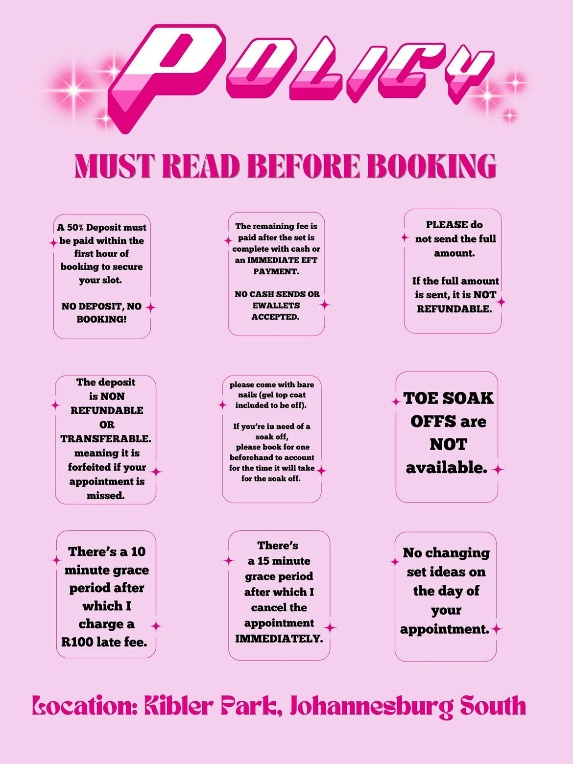 POLICY
MUST READ BEFORE BOOKING
A 50% Deposit must
be paid within the
first hour of
booking to secure
your slot.
NO DEPOSIT, NO
BOOKING!
The remaining fee is
paid after the set is
complete with cash or
an IMMEDIATE EFT
PAYMENT.
NO CASH SENDS OR
EWALLETS
ACCEPTED.
PLEASE do
not send the full
amount.
If the full amount
is sent, it is NOT
REFUNDABLE.
The deposit
is NON
REFUNDABLE
OR
TRANSFERABLE.
meaning it is
forfeited if your
appointment is
missed.
please come with bare
nails (gel top coat
included to be off).
If you're in need of a
soak off,
please book for one
beforehand to account
for the time it will take
for the soak off.
TOE SOAK
OFFS are
NOT
available.
There's a 10
minute grace
period after
which I
charge a
R100 late fee.
There's
a 15 minute
grace period
after which I
cancel the
appointment
IMMEDIATELY.
No changing
set ideas on
the day of
your
appointment.
Location: Kibler Park, Johannesburg South